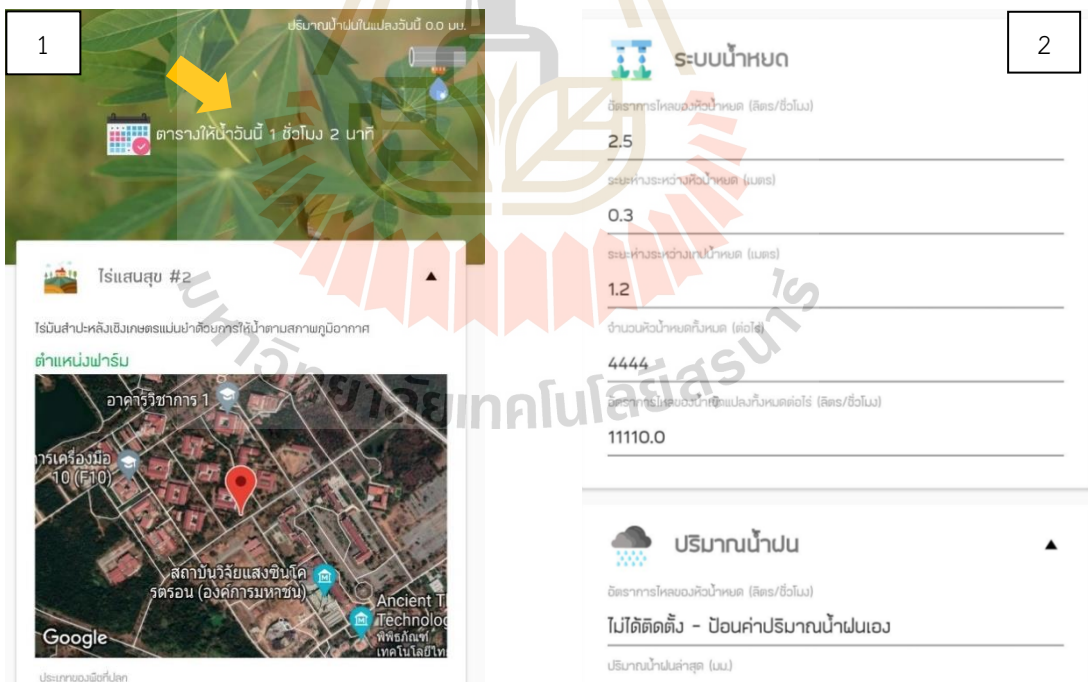 1
ปริมาณน้ำฝนในแปลงวันนี้ 0.0 มม.
ตารางให้น้ำวันนี้ 1 ชั่วโมง 2 นาที
ไร่แสนสุข #2
ไร่มันสำปะหลังเชิงเกษตรแม่นยำด้วยการให้น้ำตามสภาพภูมิอากาศ
ตำแหน่งฟาร์ม
อาคารวิชาการ 1
ารเครื่องมือ
10 (F10)
สถาบันวิจัยแสงซินโค
รตรอน (องค์การมหาชน)
Ancient T
Technolog
พิพิธภัณฑ์
เทคโนโลยีไท
Google
ประเภทของพืชที่ปลูก
2
ระบบน้ำหยด
อัตราการไหลของหัวน้ำหยด (ลิตร/ชั่วโมง)
2.5
ระยะห่างระหว่างหัวน้ำหยด (เมตร)
0.3
ระยะห่างระหว่างเทปน้ำหยด (เมตร)
1.2
จำนวนหัวน้ำหยดทั้งหมด (ต่อไร่)
4444
อัตราการไหลของน้ำทั้งแปลงทั้งหมดต่อไร่ (ลิตร/ชั่วโมง)
11110.0
ปริมาณน้ำฝน
อัตราการไหลของหัวน้ำหยด (ลิตร/ชั่วโมง)
ไม่ได้ติดตั้ง - ป้อนค่าปริมาณน้ำฝนเอง
ปริมาณน้ำฝนล่าสุด (มม.)
มหาวิทยาลัยเทคโนโลยีสุรนารี